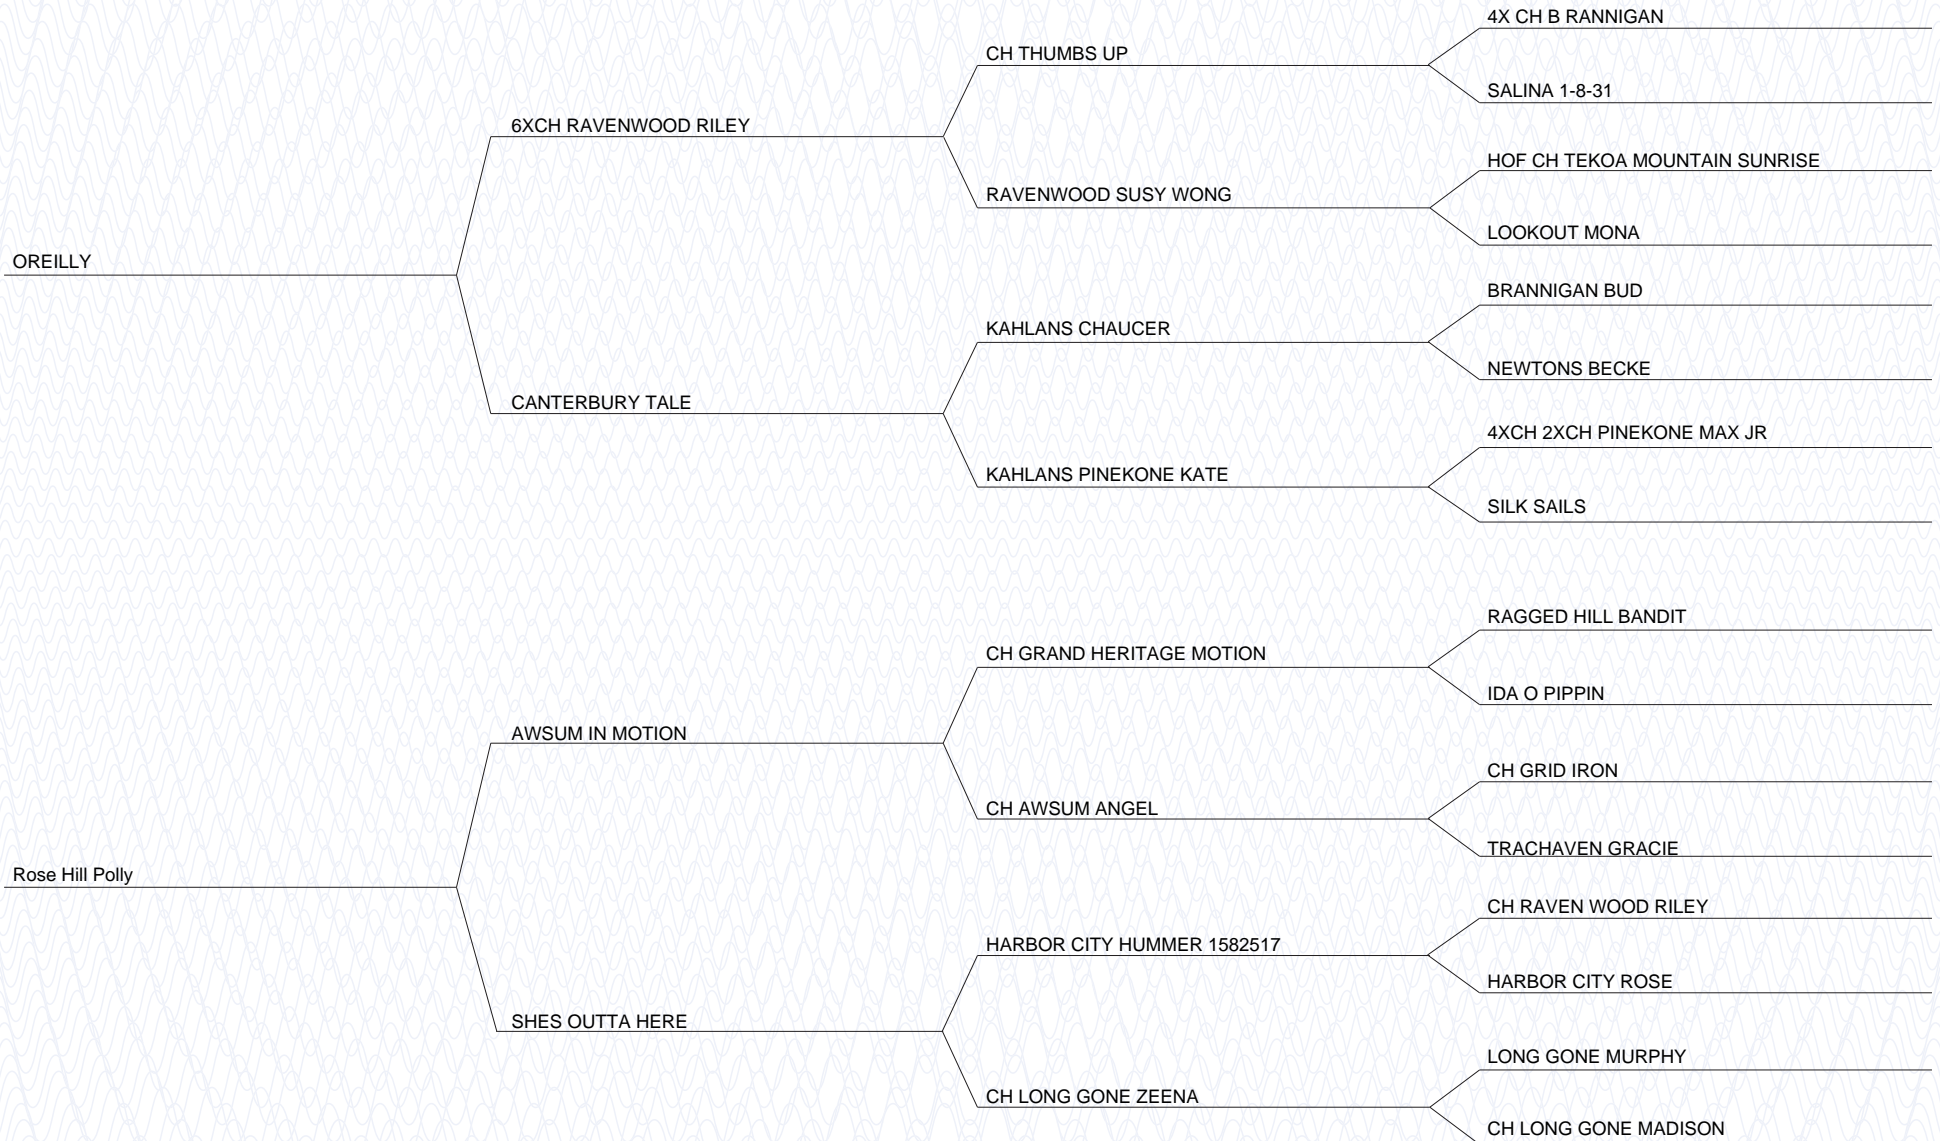 4X CH B RANNIGAN
CH THUMBS UP
SALINA 1-8-31
6XCH RAVENWOOD RILEY
HOF CH TEKOA MOUNTAIN SUNRISE
RAVENWOOD SUSY WONG
LOOKOUT MONA
OREILLY
BRANNIGAN BUD
KAHLANS CHAUCER
NEWTONS BECKE
CANTERBURY TALE
4XCH 2XCH PINEKONE MAX JR
KAHLANS PINEKONE KATE
SILK SAILS
RAGGED HILL BANDIT
CH GRAND HERITAGE MOTION
IDA O PIPPIN
AWSUM IN MOTION
CH GRID IRON
CH AWSUM ANGEL
TRACHAVEN GRACIE
Rose Hill Polly
CH RAVEN WOOD RILEY
HARBOR CITY HUMMER 1582517
HARBOR CITY ROSE
SHES OUTTA HERE
LONG GONE MURPHY
CH LONG GONE ZEENA
CH LONG GONE MADISON